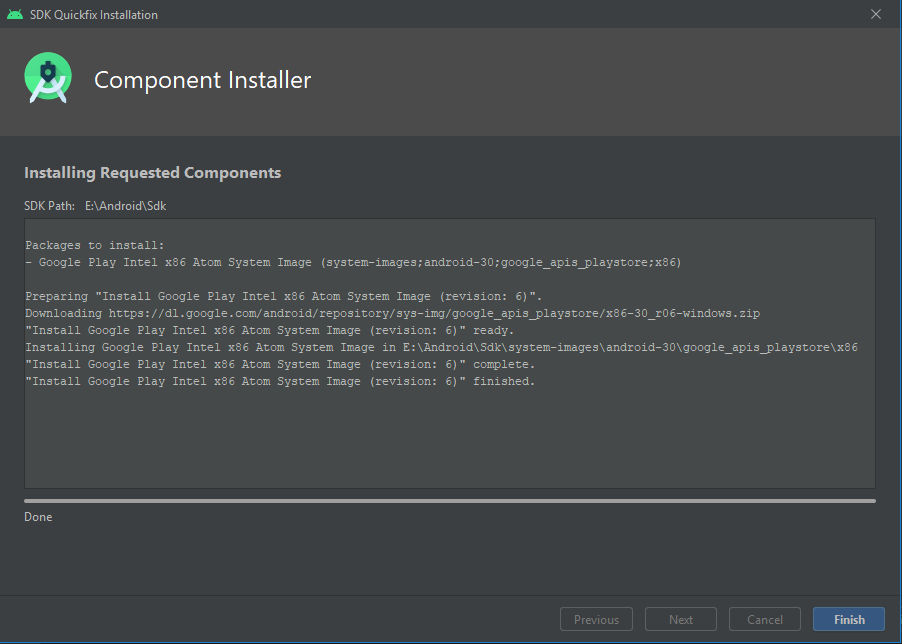 SDK Quickfix Installation
Component Installer
Installing Requested Components
SDK Path: E:\Android\Sdk
Packages to install:
- Google Play Intel x86 Atom System Image (system-images;android-30;google_apis_playstore;x86)
Preparing "Install Google Play Intel x86 Atom System Image (revision: 6)".
Downloading https://dl.google.com/android/repository/sys-img/google_apis_playstore/x86-30_r06-windows.zip
"Install Google Play Intel x86 Atom System Image (revision: 6)" ready.
Installing Google Play Intel x86 Atom System Image in E:\Android\Sdk\system-images\android-30\google_apis_playstore\x86
"Install Google Play Intel x86 Atom System Image (revision: 6)" complete.
"Install Google Play Intel x86 Atom System Image (revision: 6)" finished.
Done
Previous Next Cancel Finish